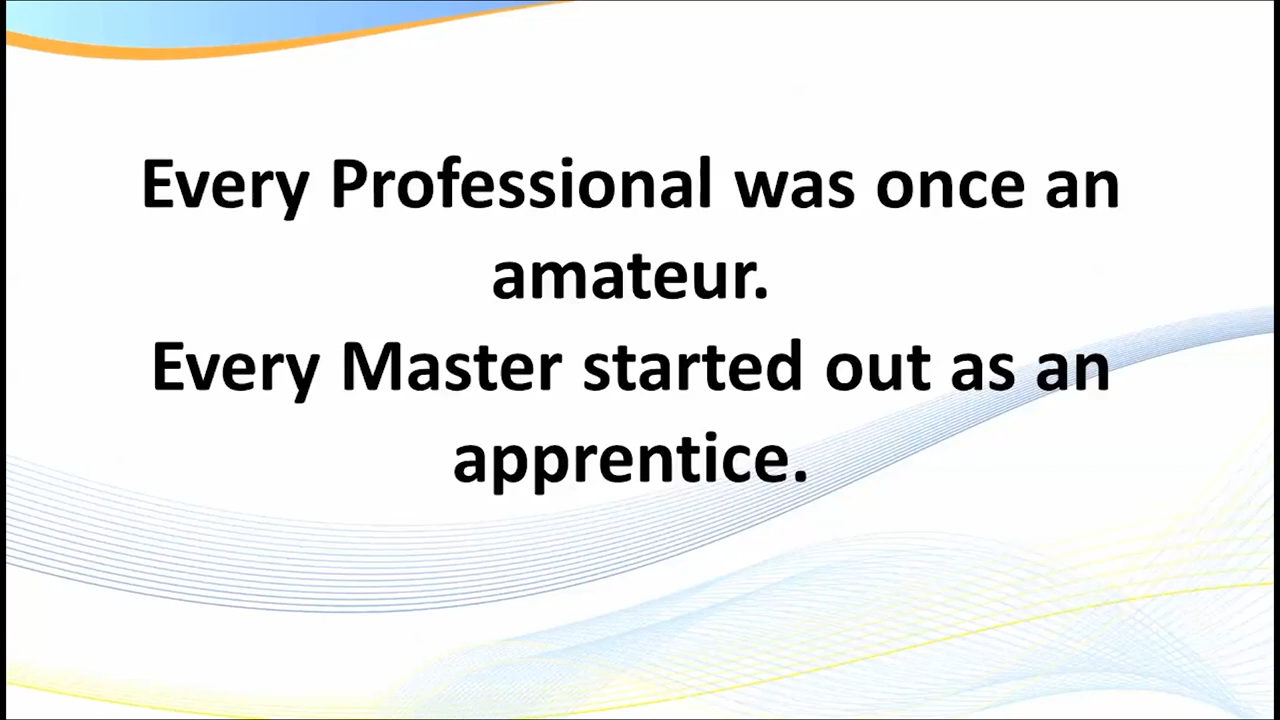 Every Professional was once an
amateur.
Every Master started out as an
apprentice.